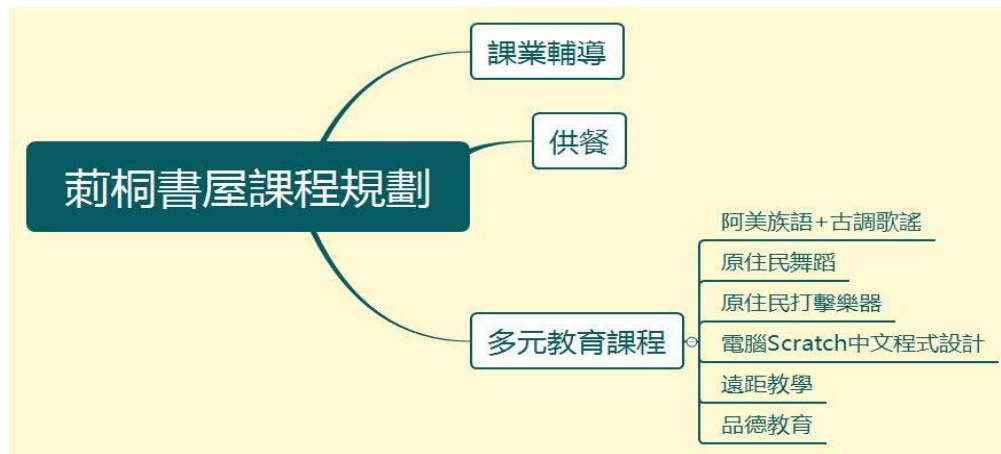 莿桐書屋課程規劃
課業輔導
供餐
多元教育課程
阿美族語+古調歌謠
原住民舞蹈
原住民打擊樂器
電腦Scratch中文程式設計
遠距教學
品德教育